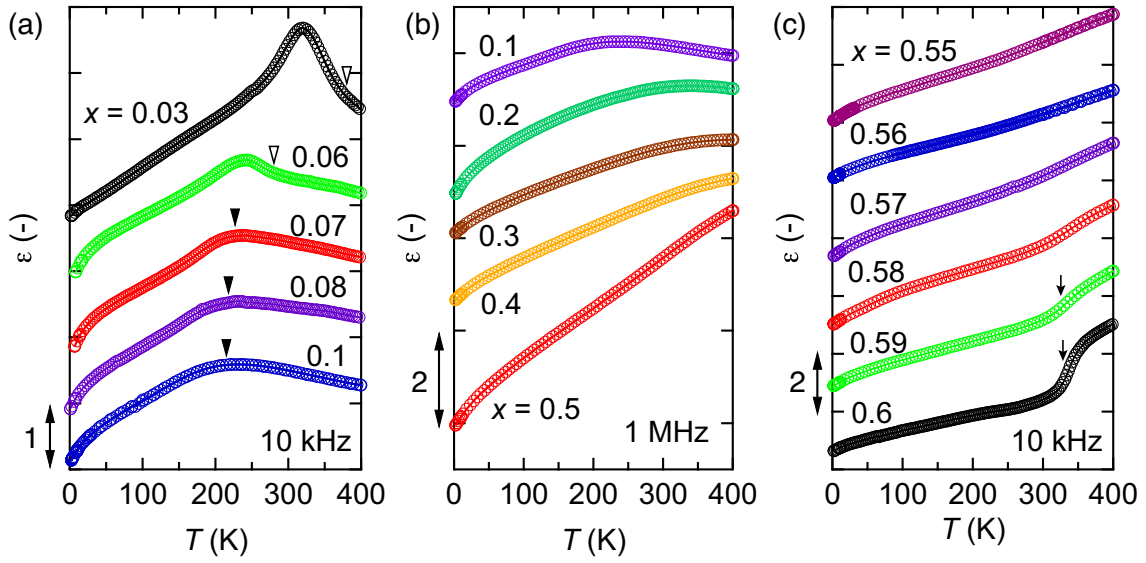 (a)
x = 0.03
0.06
0.07
0.08
0.1
1
10 kHz
ε (-)
0 100 200 300 400
T (K)
(b)
0.1
0.2
0.3
0.4
2
x = 0.5
1 MHz
ε (-)
0 100 200 300 400
T (K)
(c)
x = 0.55
0.56
0.57
0.58
0.59
2
0.6
10 kHz
ε (-)
0 100 200 300 400
T (K)